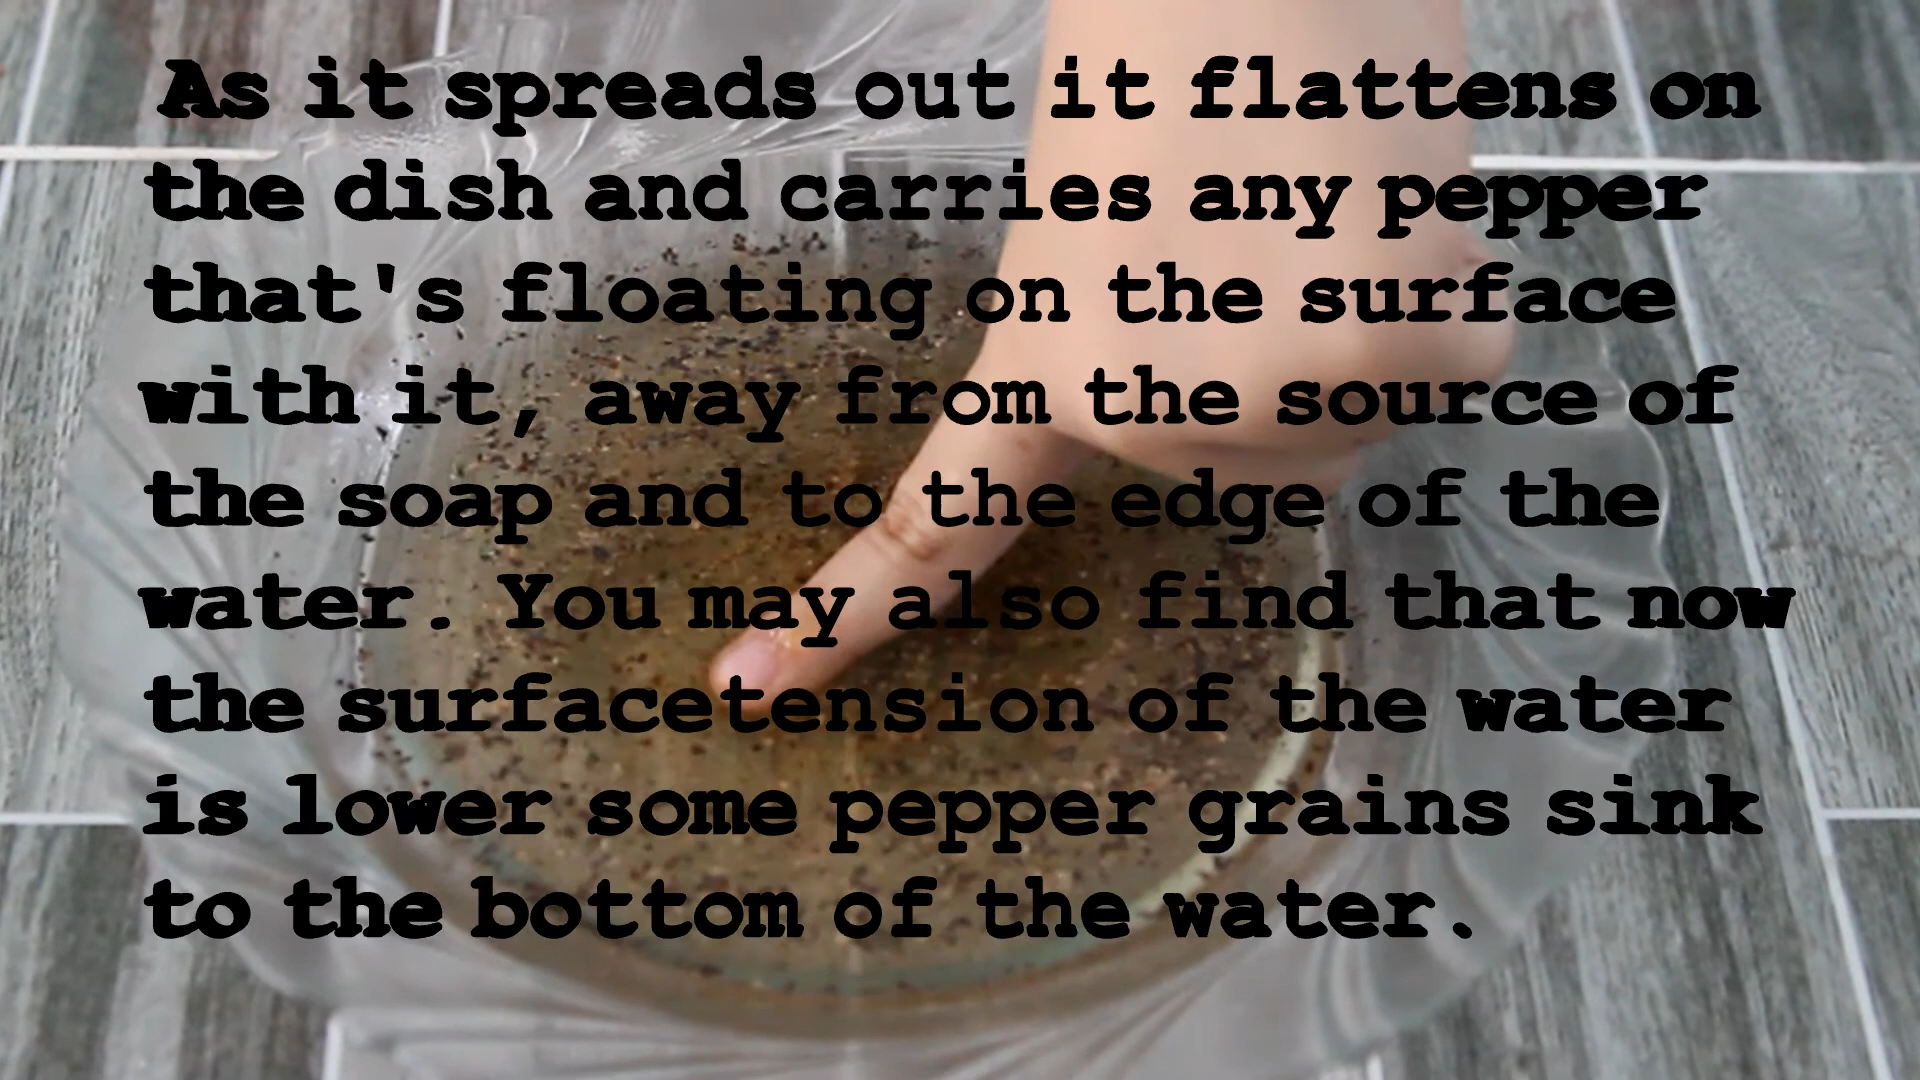 As it spreads out it flattens on
the dish and carries any pepper
that's floating on the surface
with it, away from the source of
the soap and to the edge of the
water. You may also find that now
the surfacetension of the water
is lower some pepper grains sink
to the bottom of the water.